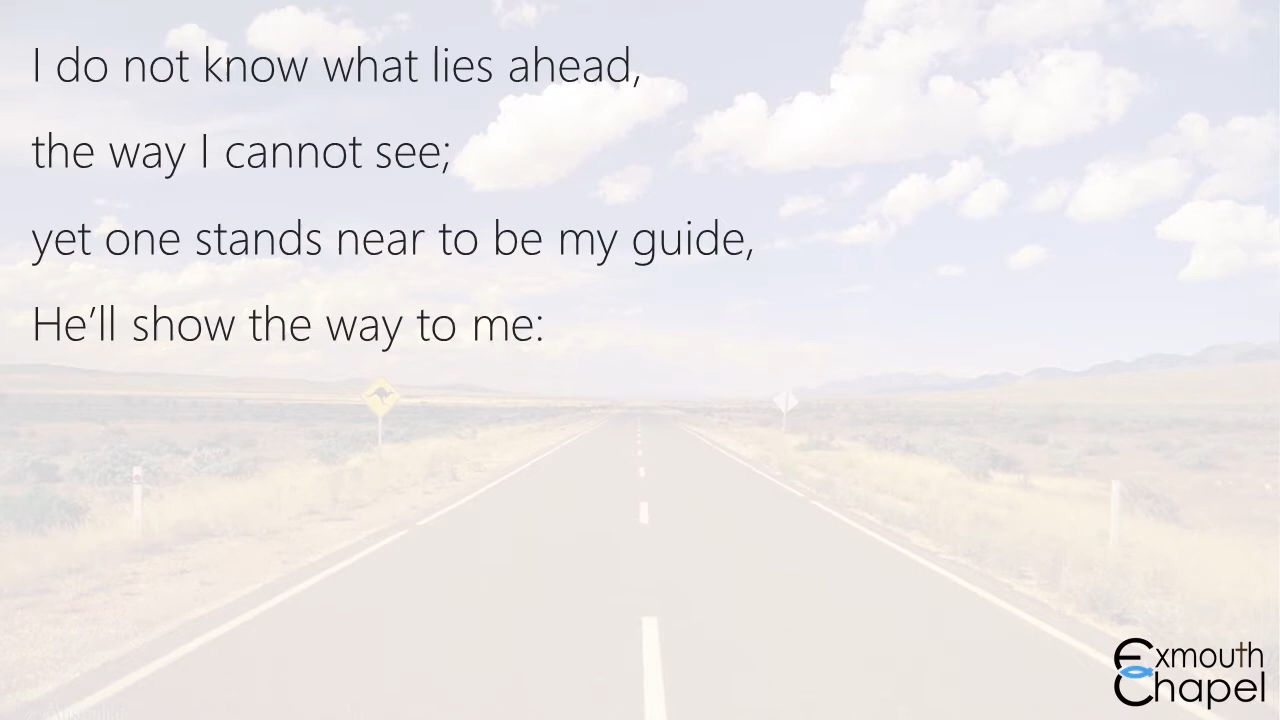 I do not know what lies ahead,
the way I cannot see;
yet one stands near to be my guide,
He’ll show the way to me:
Exmouth
Chapel